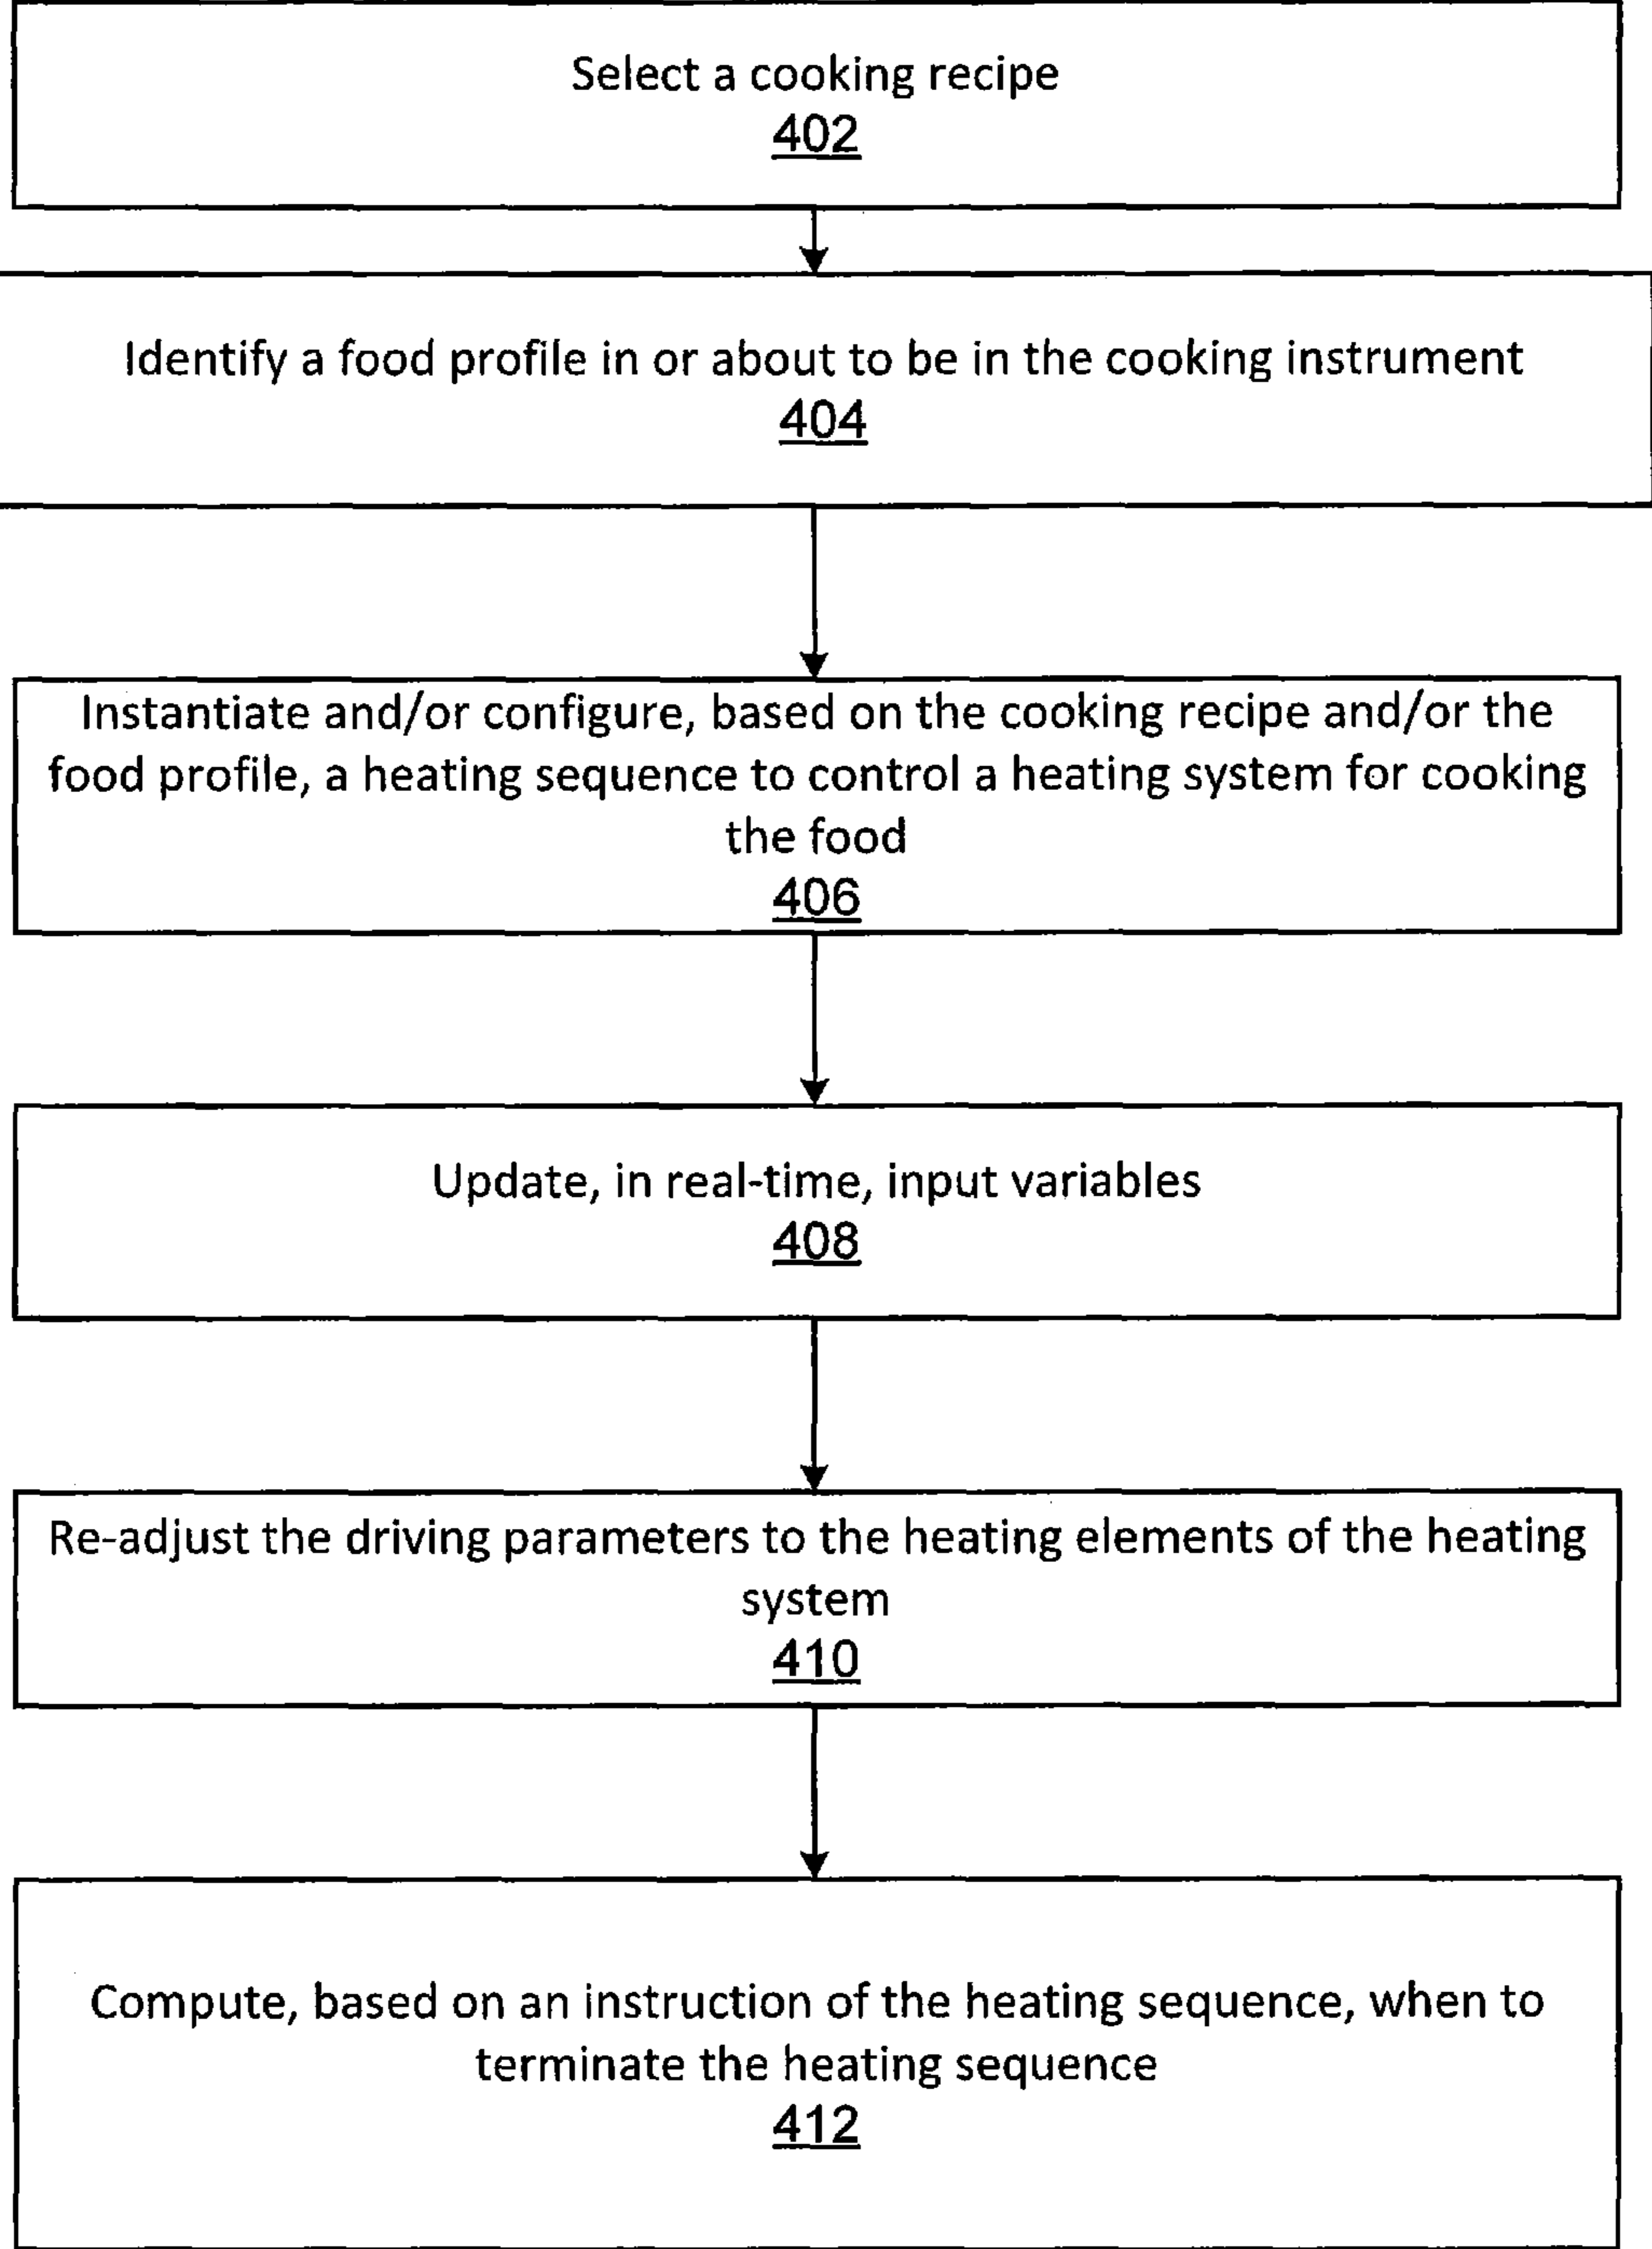 Select a cooking recipe
402
Identify a food profile in or about to be in the cooking instrument
404
Instantiate and/or configure, based on the cooking recipe and/or the
food profile, a heating sequence to control a heating system for cooking
the food
406
Update, in real-time, input variables
408
Re-adjust the driving parameters to the heating elements of the heating
system
410
Compute, based on an instruction of the heating sequence, when to
terminate the heating sequence
412